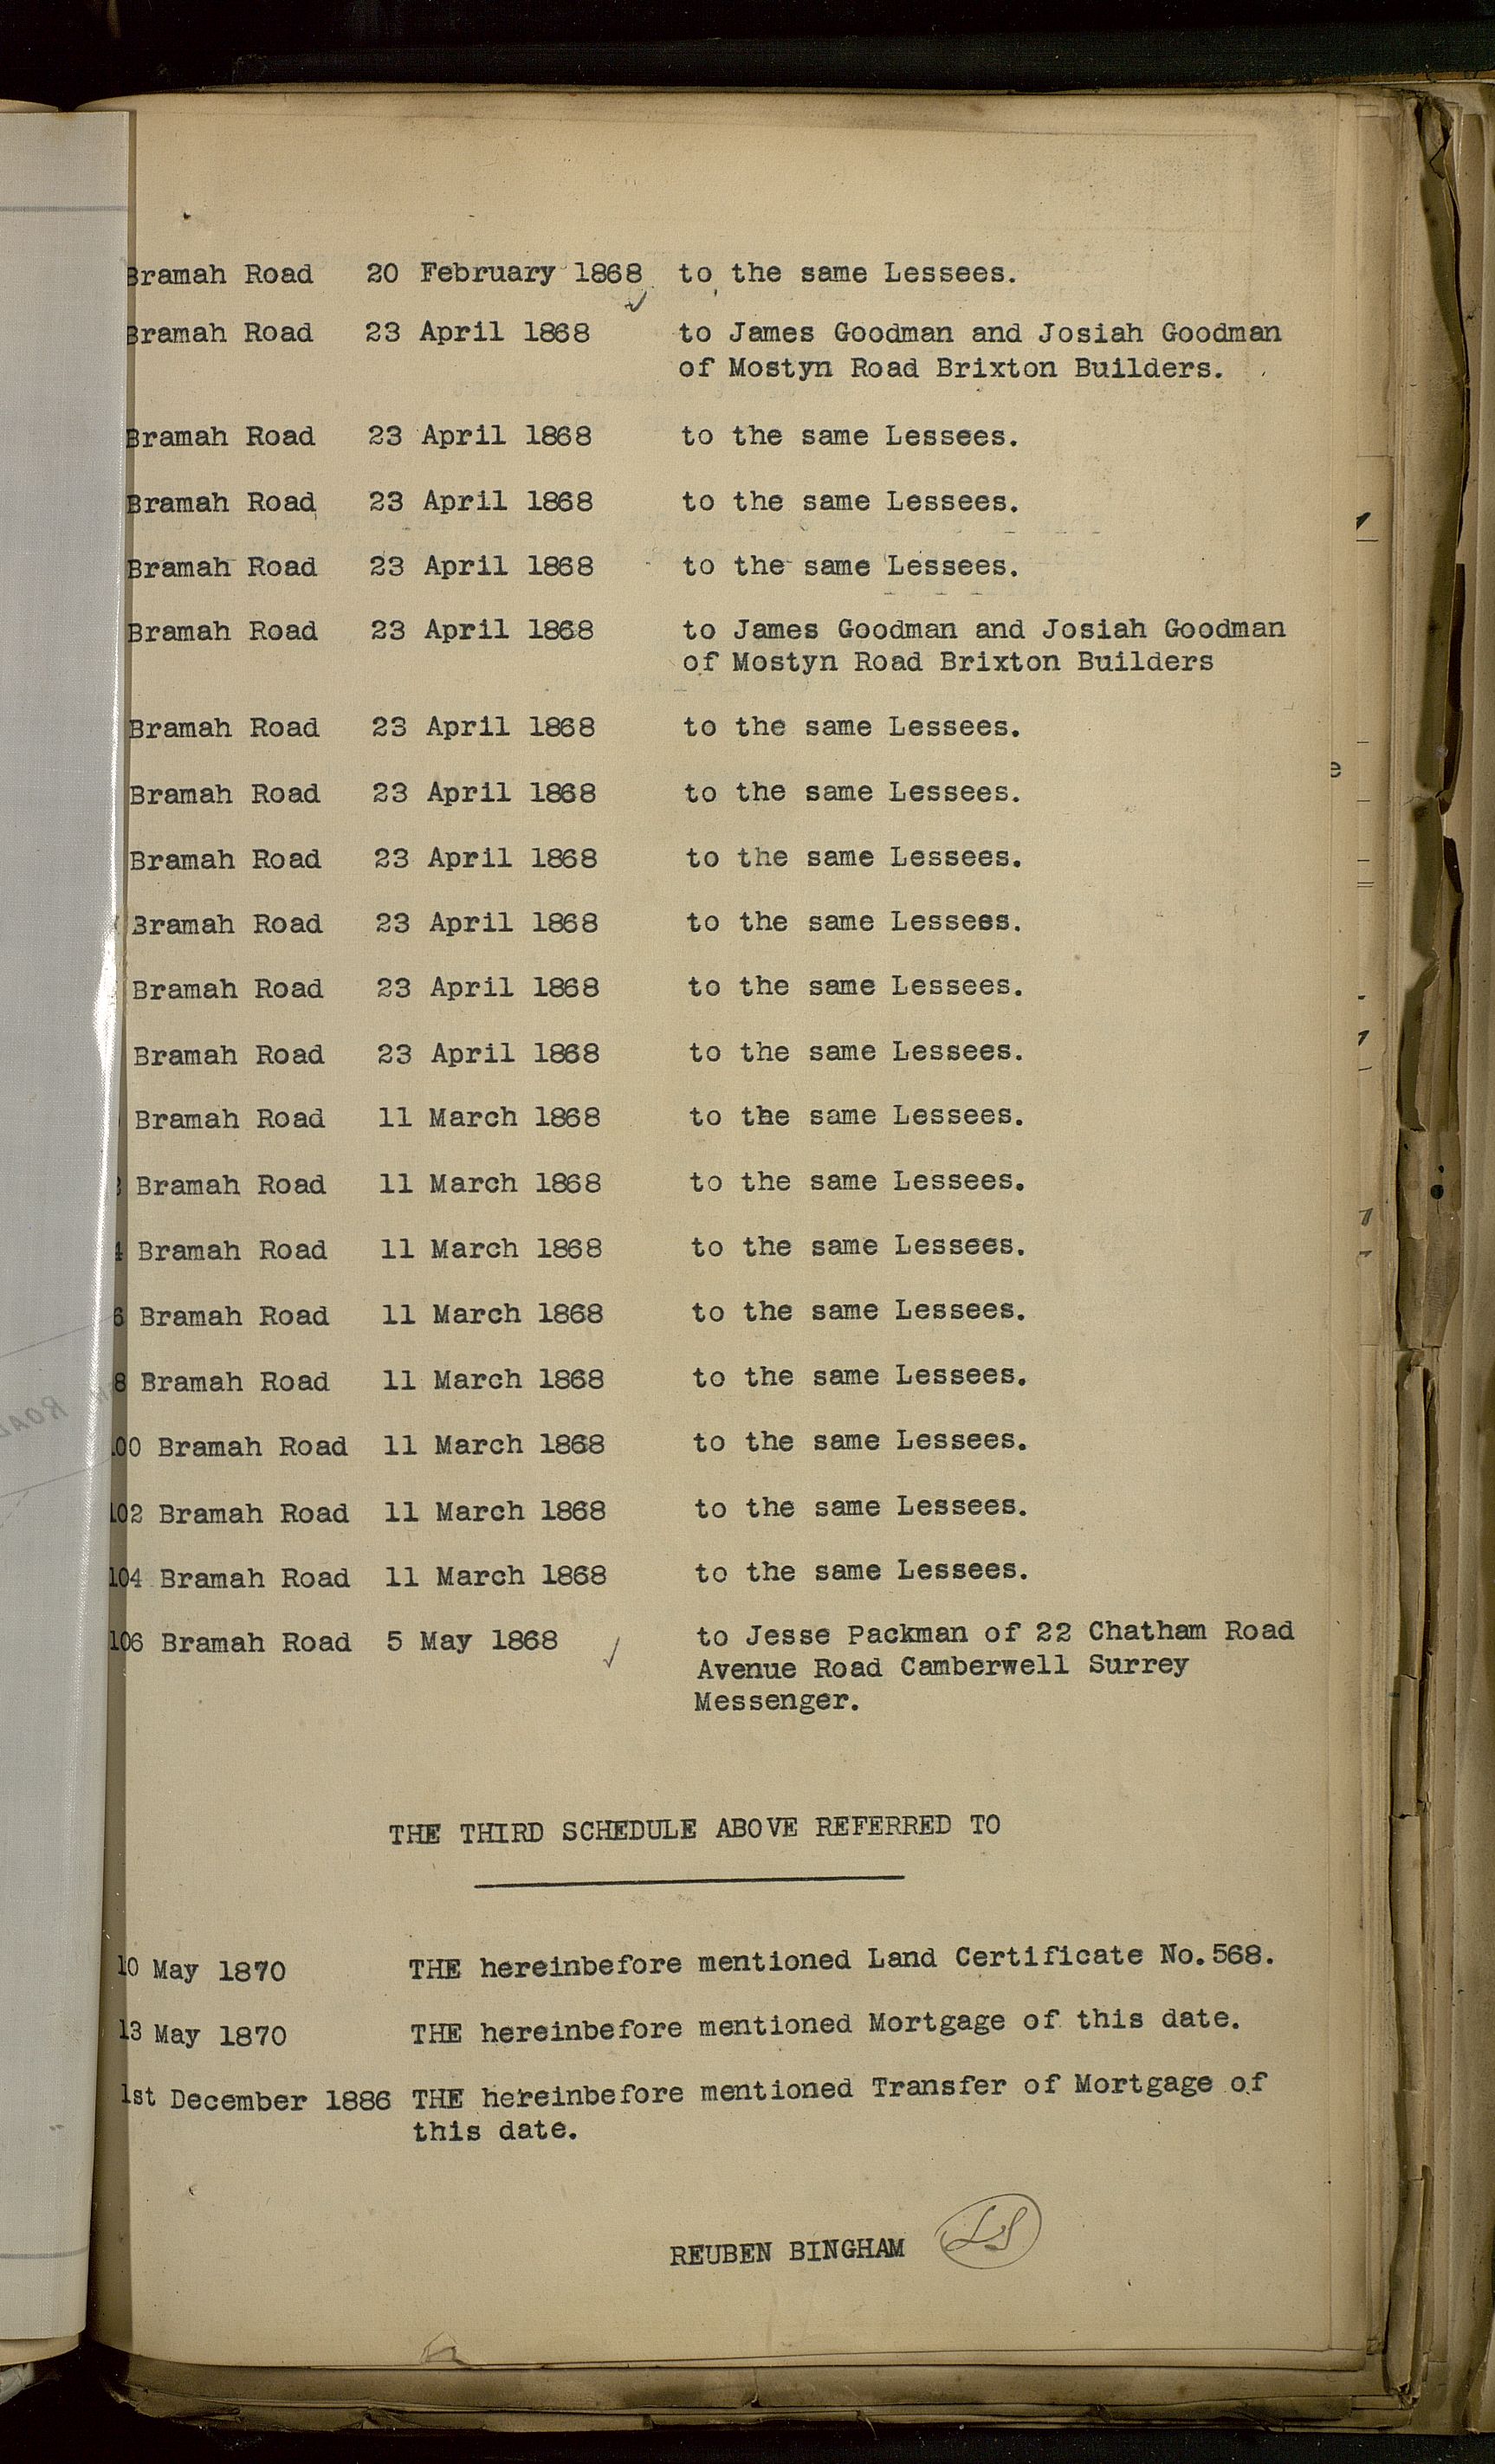 Bramah Road 20 February 1868 to the same Lessees.
Bramah Road 23 April 1868 to James Goodman and Josiah Goodman
of Mostyn Road Brixton Builders.
Bramah Road 23 April 1868 to the same Lessees.
Bramah Road 23 April 1868 to the same Lessees.
Bramah Road 23 April 1868 to the same Lessees.
Bramah Road 23 April 1868 to James Goodman and Josiah Goodman
of Mostyn Road Brixton Builders
Bramah Road 23 April 1868 to the same Lessees.
Bramah Road 23 April 1868 to the same Lessees.
Bramah Road 23 April 1868 to the same Lessees.
Bramah Road 23 April 1868 to the same Lessees.
Bramah Road 23 April 1868 to the same Lessees.
Bramah Road 23 April 1868 to the same Lessees.
Bramah Road 11 March 1868 to the same Lessees.
Bramah Road 11 March 1868 to the same Lessees.
4 Bramah Road 11 March 1868 to the same Lessees.
6 Bramah Road 11 March 1868 to the same Lessees.
8 Bramah Road 11 March 1868 to the same Lessees.
100 Bramah Road 11 March 1868 to the same Lessees.
102 Bramah Road 11 March 1868 to the same Lessees.
104 Bramah Road 11 March 1868 to the same Lessees.
106 Bramah Road 5 May 1868 to Jesse Packman of 22 Chatham Road
Avenue Road Camberwell Surrey
Messenger.
THE THIRD SCHEDULE ABOVE REFERRED TO
10 May 1870 THE hereinbefore mentioned Land Certificate No.568.
13 May 1870 THE hereinbefore mentioned Mortgage of this date.
1st December 1886 THE hereinbefore mentioned Transfer of Mortgage of
this date.
REUBEN BINGHAM LS